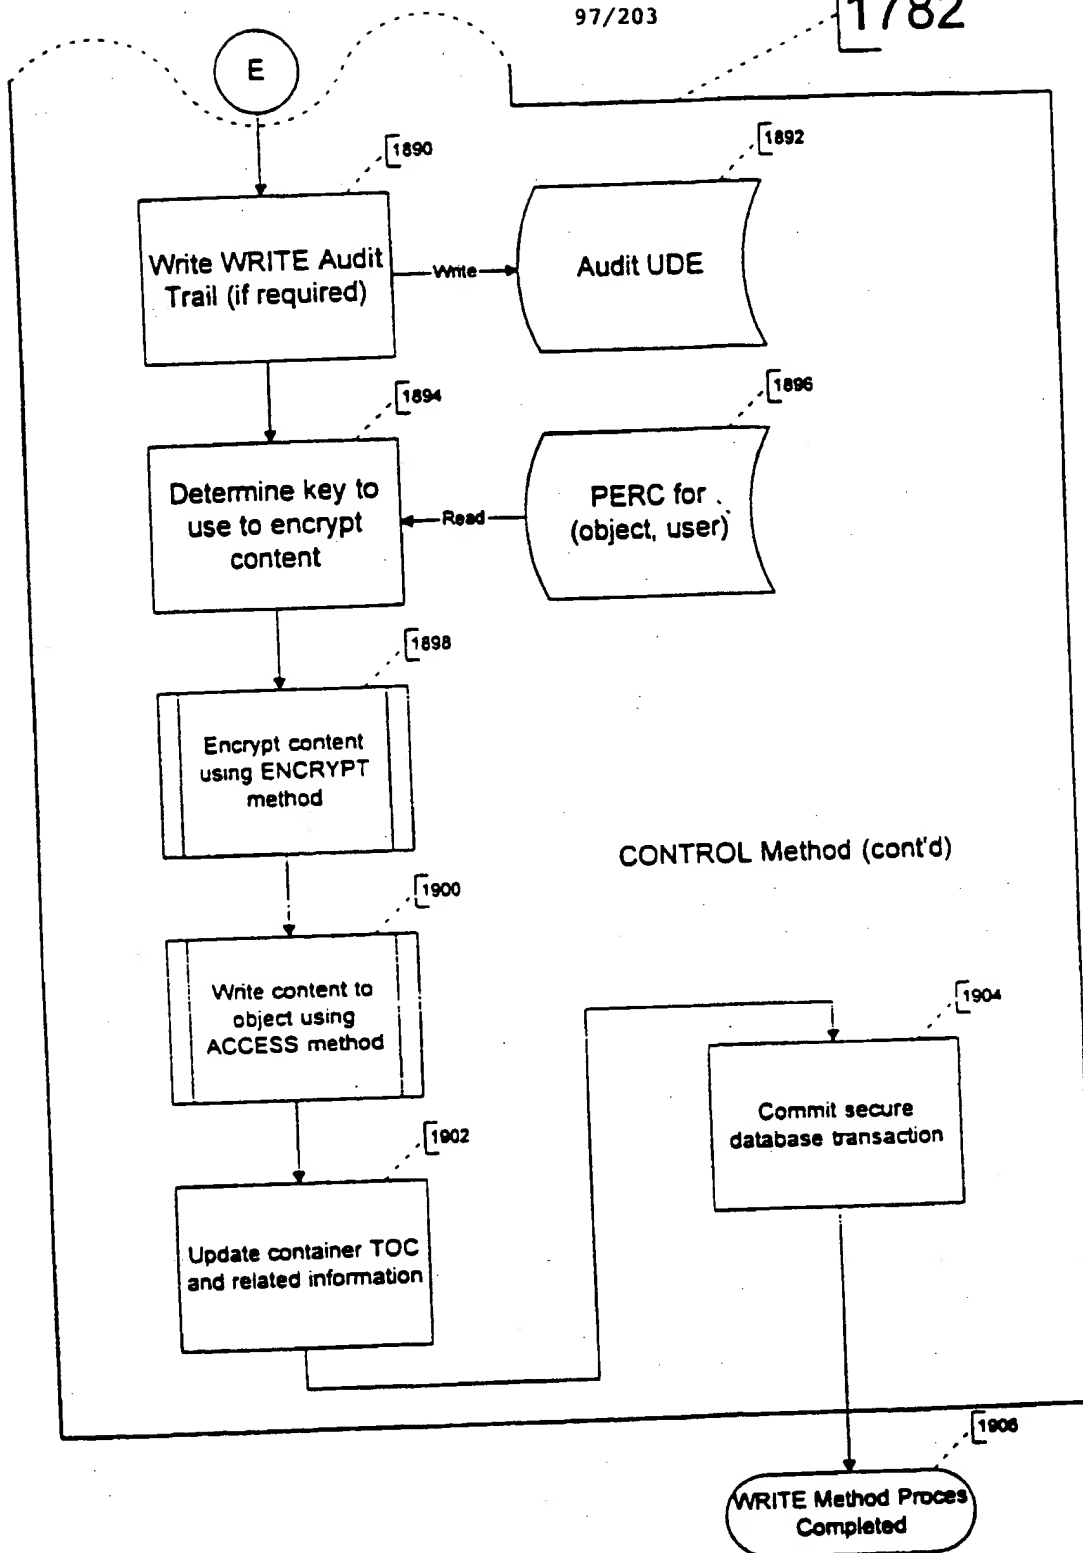 97/203
1782
E
1890
1892
Write WRITE Audit
Trail (if required)
Write
Audit UDE
1894
1896
Determine key to
use to encrypt
content
Read
PERC for
(object, user)
1898
Encrypt content
using ENCRYPT
method
CONTROL Method (cont'd)
1900
Write content to
object using
ACCESS method
1904
Commit secure
database transaction
1902
Update container TOC
and related information
1906
WRITE Method Proces
Completed